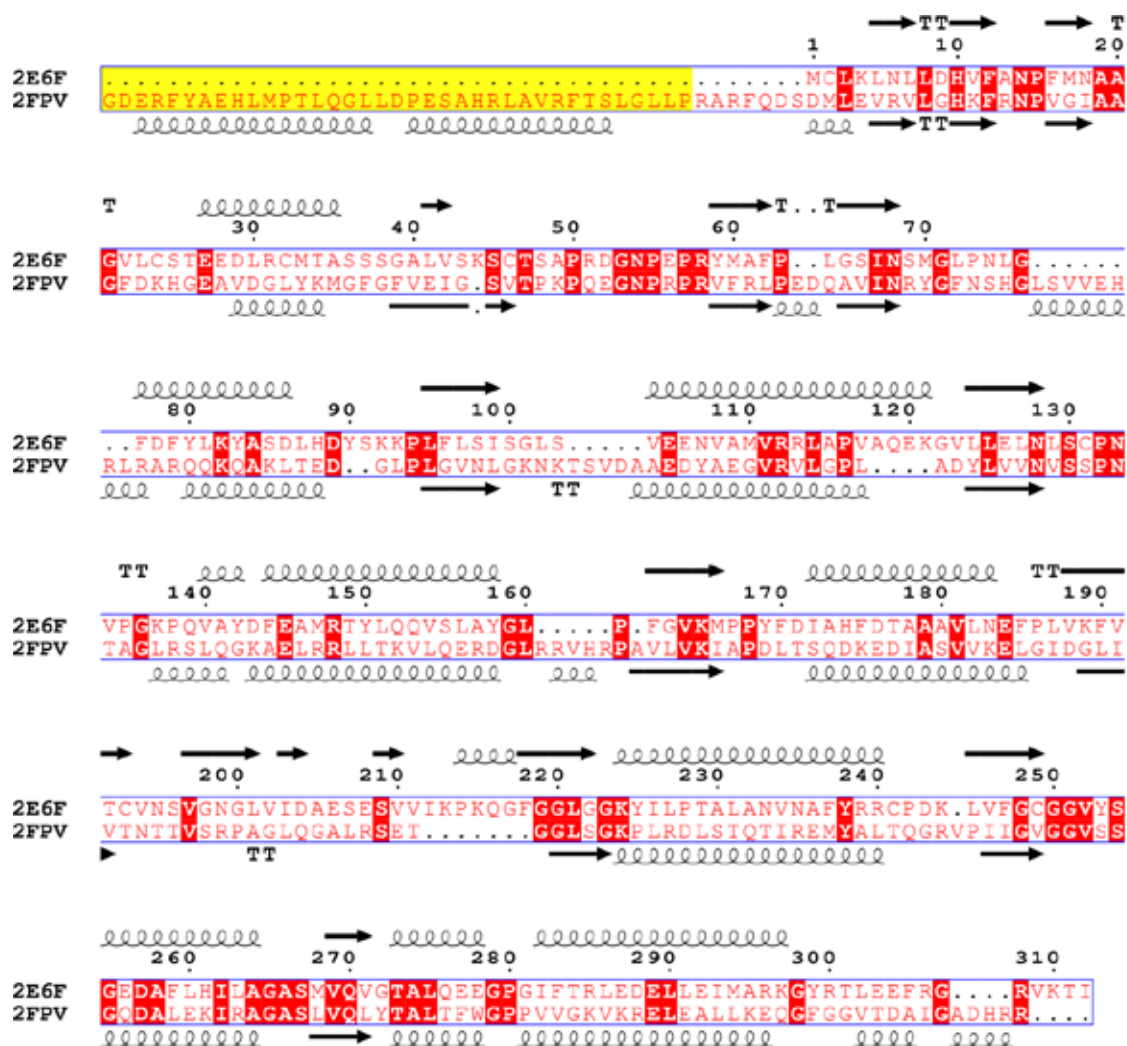 TT T
1 10 20
2E6F ............................................MCLKLNLLDHVFANPFMNAA
2FPV GDERFYAEHLMPTLQGLLDPESAHRLAVRFTSLGLLPRARFQDSDMLEVRVLGHKFRNPVGIAA
TT
T T..T
30 40 50 60 70
2E6F GVLCSTEEDLRCMTASSSGALVSKSCTSAPRDGNPEPRYMAFP..LGSINSMGLPNLG......
2FPV GFDKHGEAVDGLYKMGFGFVEIG.SVTPKPQEGNPRPRVFRLPEDQAVINRYGFNSHGLSVVEH
.
80 90 100 110 120 130
2E6F ..FDFYLKYASDLHDYSKKPLFLSISGLS.....VEENVAMVRRLAPVAQEKGVLLELNLSCPN
2FPV RLRARQQKQAKLTED..GLPLGVNLGKNKTSVDAAEDYAEGVRVLGPL....ADYLVVNVSSPN
TT
TT TT
140 150 160 170 180 190
2E6F VPGKPQVAYDFEAMRTYLQQVSLAYGL.....P.FGVKMPPYFDIAHFDTAAAVLNEFPLVKFV
2FPV TAGLRSLQGKAELRRLLTKVLQERDGLRRVHRPAVLVKIAPDLTSQDKEDIASVVKELGIDGLI
200 210 220 230 240 250
2E6F TCVNSVGNGLVIDAESESVVIKPKQGFGGLGGKYILPTALANVNAFYRRCPDK.LVFGCGGVYS
2FPV VTNTTVSRPAGLQGALRSET.......GGLSGKPLRDLSTQTIREMYALTQGRVPIIGVGGVSS
TT
260 270 280 290 300 310
2E6F GEDAFLHILAGASMVQVGTALQEEGPGIFTRLEDELLEIMARKGYRTLEEFRG....RVKTI
2FPV GQDALEKIRAGASLVQLYTALTFWGPPVVGKVKRELEALLKEQGFGGVTDAIGADHRR....